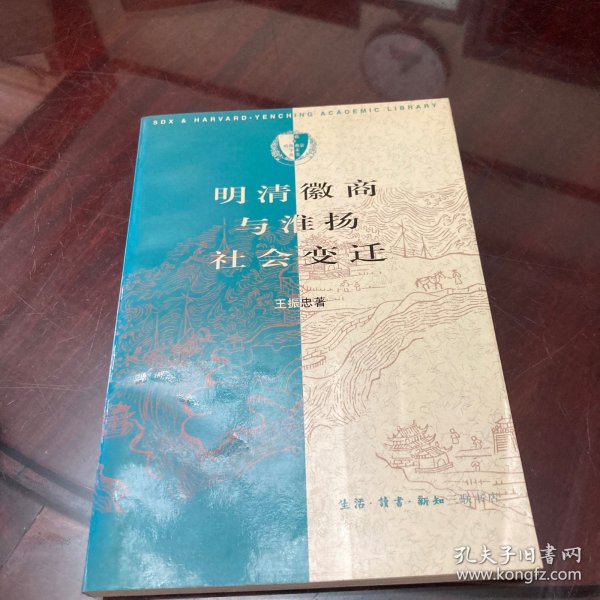 SDX & HARVARD-YENCHING ACADEMIC LIBRARY
明清徽商
与淮扬
社会变迁
王振忠著
生活·讀書·新知三联书店
孔夫子旧书网
www.kongfz.com